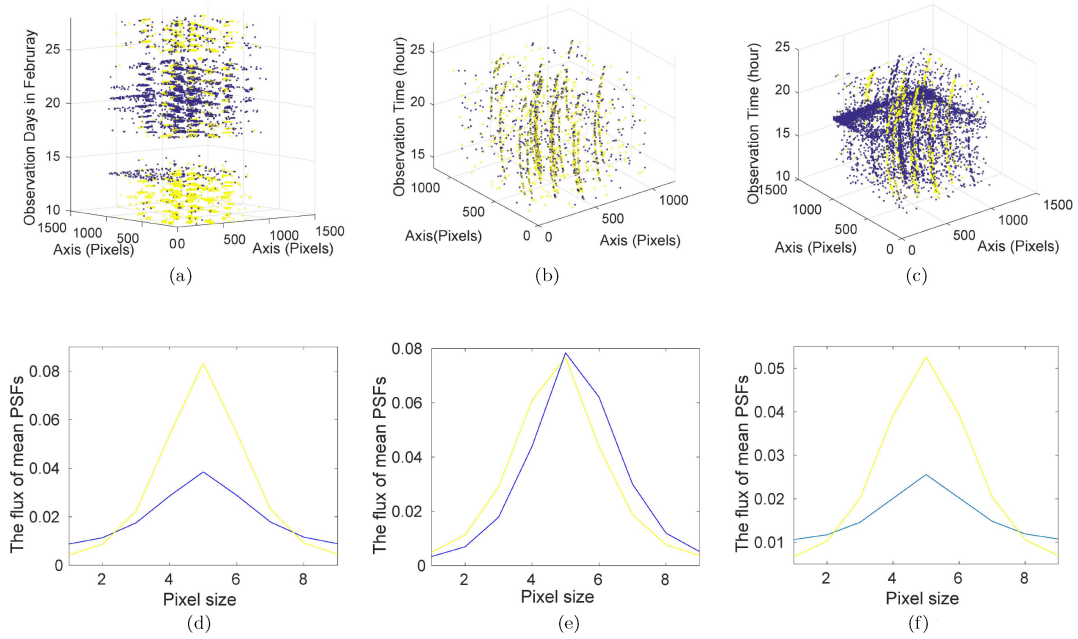 Observation Days in Februray
25
20
15
10
1500
1000
500
0
0
500
1000
1500
Axis (Pixels)
Axis (Pixels)
(a)
Observation Time (hour)
25
20
15
1000
500
0
0
500
1000
Axis(Pixels)
Axis (Pixels)
(b)
Observation Time (hour)
25
20
15
10
1500
1000
500
0
0
500
1000
1500
Axis (Pixels)
Axis (Pixels)
(c)
The flux of mean PSFs
0.08
0.06
0.04
0.02
0
2
4
6
8
Pixel size
(d)
The flux of mean PSFs
0.08
0.06
0.04
0.02
0
2
4
6
8
Pixel size
(e)
The flux of mean PSFs
0.05
0.04
0.03
0.02
0.01
2
4
6
8
Pixel size
(f)